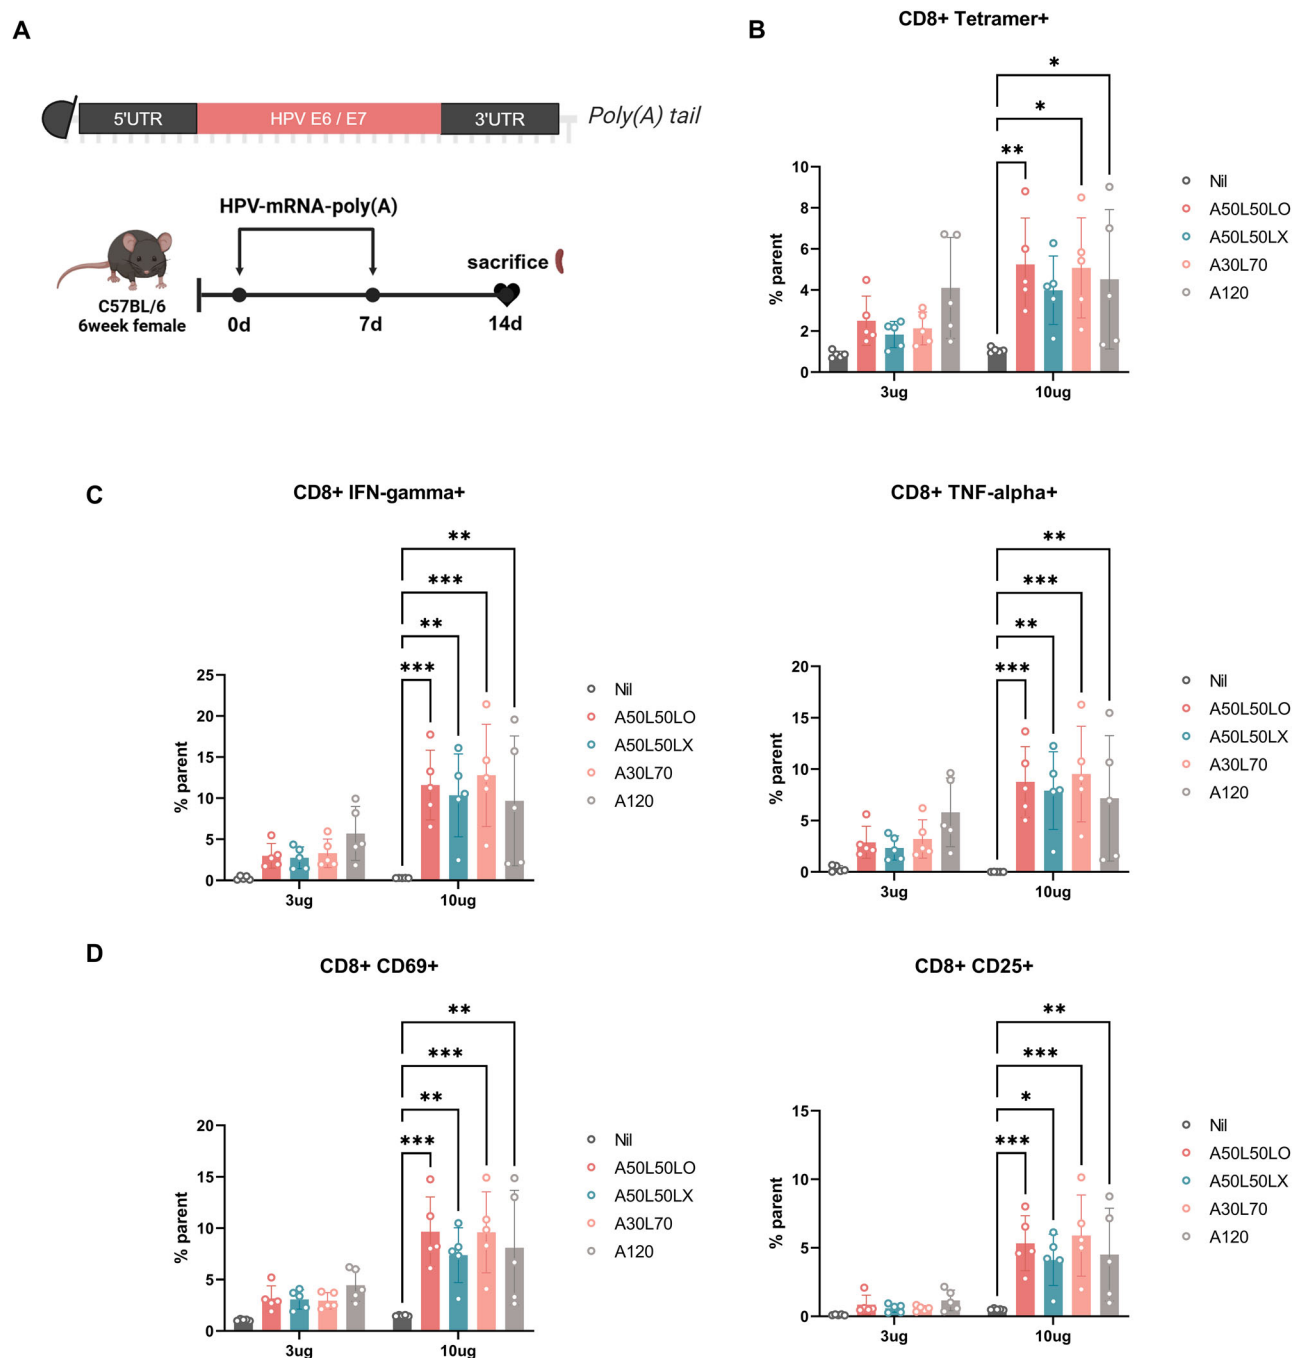 A
5'UTR HPV E6 / E7 3'UTR Poly(A) tail
HPV-mRNA-poly(A)
sacrifice
C57BL/6
6week female
0d 7d 14d
B
CD8+ Tetramer+
*
*
**
% parent
10
8
6
4
2
0
3ug 10ug
Nil
A50L50LO
A50L50LX
A30L70
A120
C
CD8+ IFN-gamma+
**
***
**
***
% parent
25
20
15
10
5
0
3ug 10ug
Nil
A50L50LO
A50L50LX
A30L70
A120
CD8+ TNF-alpha+
**
***
**
***
% parent
20
15
10
5
0
3ug 10ug
Nil
A50L50LO
A50L50LX
A30L70
A120
D
CD8+ CD69+
**
***
**
***
% parent
20
15
10
5
0
3ug 10ug
Nil
A50L50LO
A50L50LX
A30L70
A120
CD8+ CD25+
**
***
*
***
% parent
15
10
5
0
3ug 10ug
Nil
A50L50LO
A50L50LX
A30L70
A120